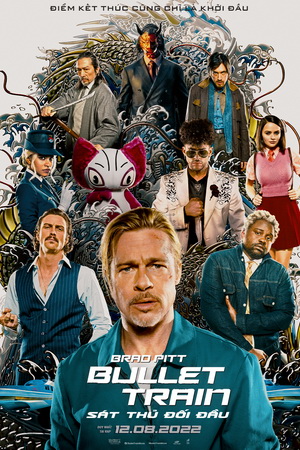 ĐIỂM KẾT THÚC CŨNG CHỈ LÀ KHỞI ĐẦU
BRAD PITT
BULLET
TRAIN
SÁT THỦ ĐỐI ĐẦU
12.08.2022